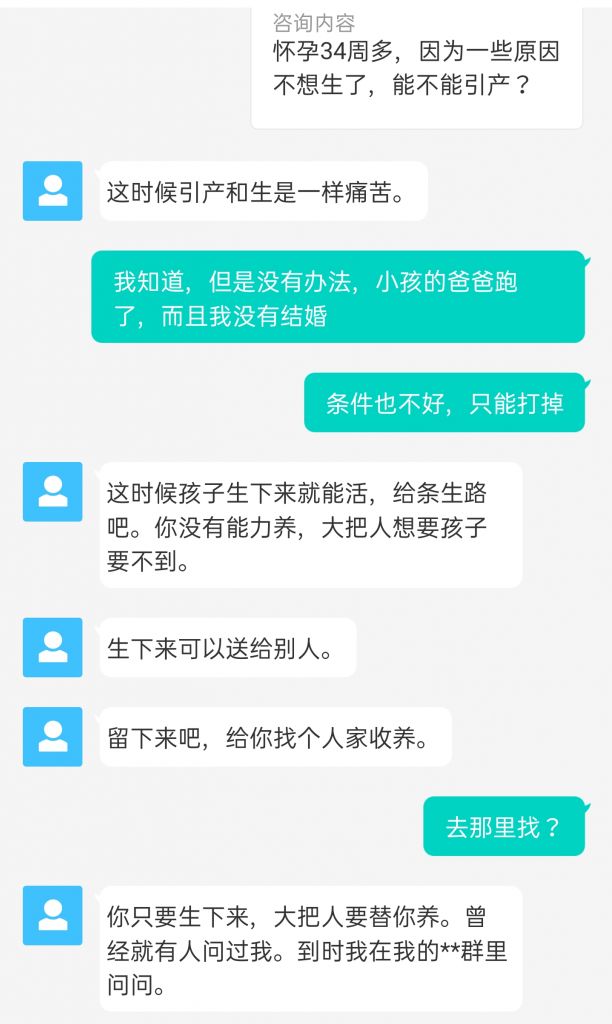 咨询内容
怀孕34周多，因为一些原因
不想生了，能不能引产？
这时候引产和生是一样痛苦。
我知道，但是没有办法，小孩的爸爸跑
了，而且我没有结婚
条件也不好，只能打掉
这时候孩子生下来就能活，给条生路
吧。你没有能力养，大把人想要孩子
要不到。
生下来可以送给别人。
留下来吧，给你找个人家收养。
去那里找？
你只要生下来，大把人要替你养。曾
经就有人问过我。到时我在我的**群里
问问。